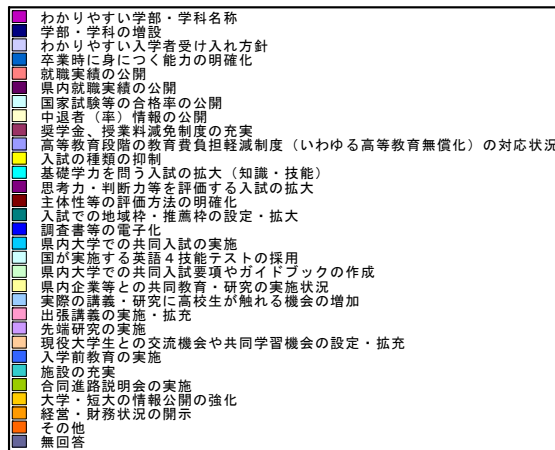 わかりやすい学部・学科名称
学部・学科の増設
わかりやすい入学者受け入れ方針
卒業時に身につく能力の明確化
就職実績の公開
県内就職実績の公開
国家試験等の合格率の公開
中退者（率）情報の公開
奨学金、授業料減免制度の充実
高等教育段階の教育費負担軽減制度（いわゆる高等教育無償化）の対応状況
入試の種類の抑制
基礎学力を問う入試の拡大（知識・技能）
思考力・判断力等を評価する入試の拡大
主体性等の評価方法の明確化
入試での地域枠・推薦枠の設定・拡大
調査書等の電子化
県内大学での共同入試の実施
国が実施する英語４技能テストの採用
県内大学での共同入試要項やガイドブックの作成
県内企業等との共同教育・研究の実施状況
実際の講義・研究に高校生が触れる機会の増加
出張講義の実施・拡充
先端研究の実施
現役大学生との交流機会や共同学習機会の設定・拡充
入学前教育の実施
施設の充実
合同進路説明会の実施
大学・短大の情報公開の強化
経営・財務状況の開示
その他
無回答